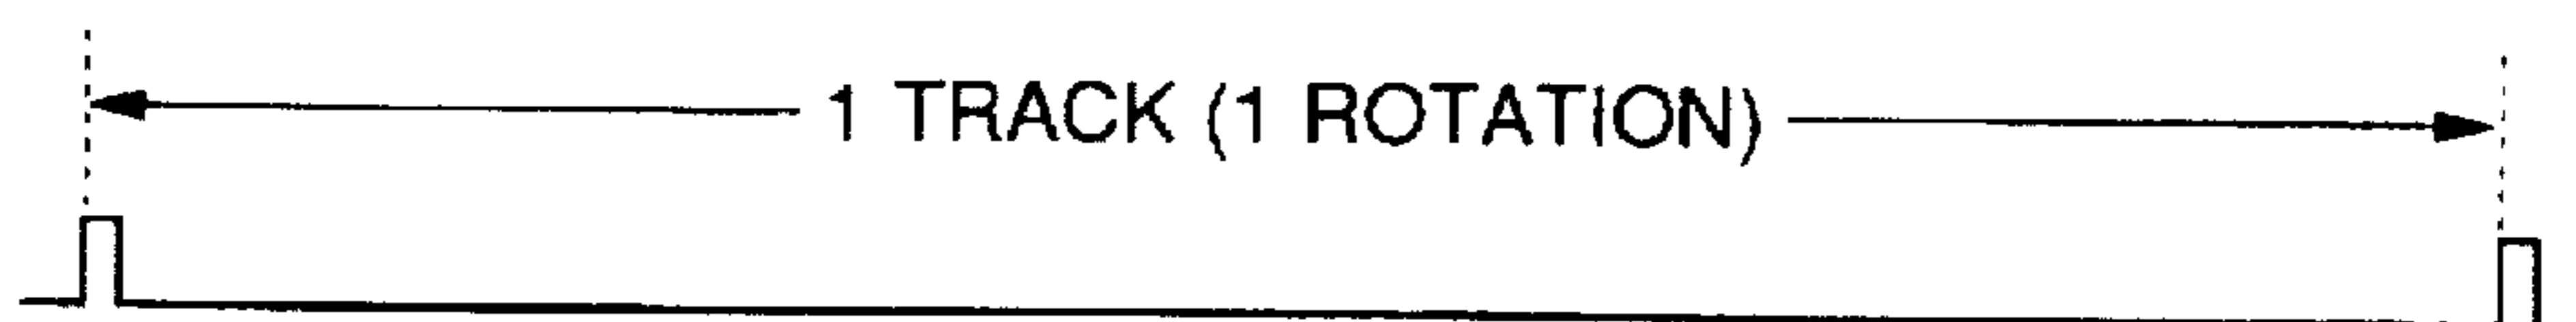 1 TRACK (1 ROTATION)